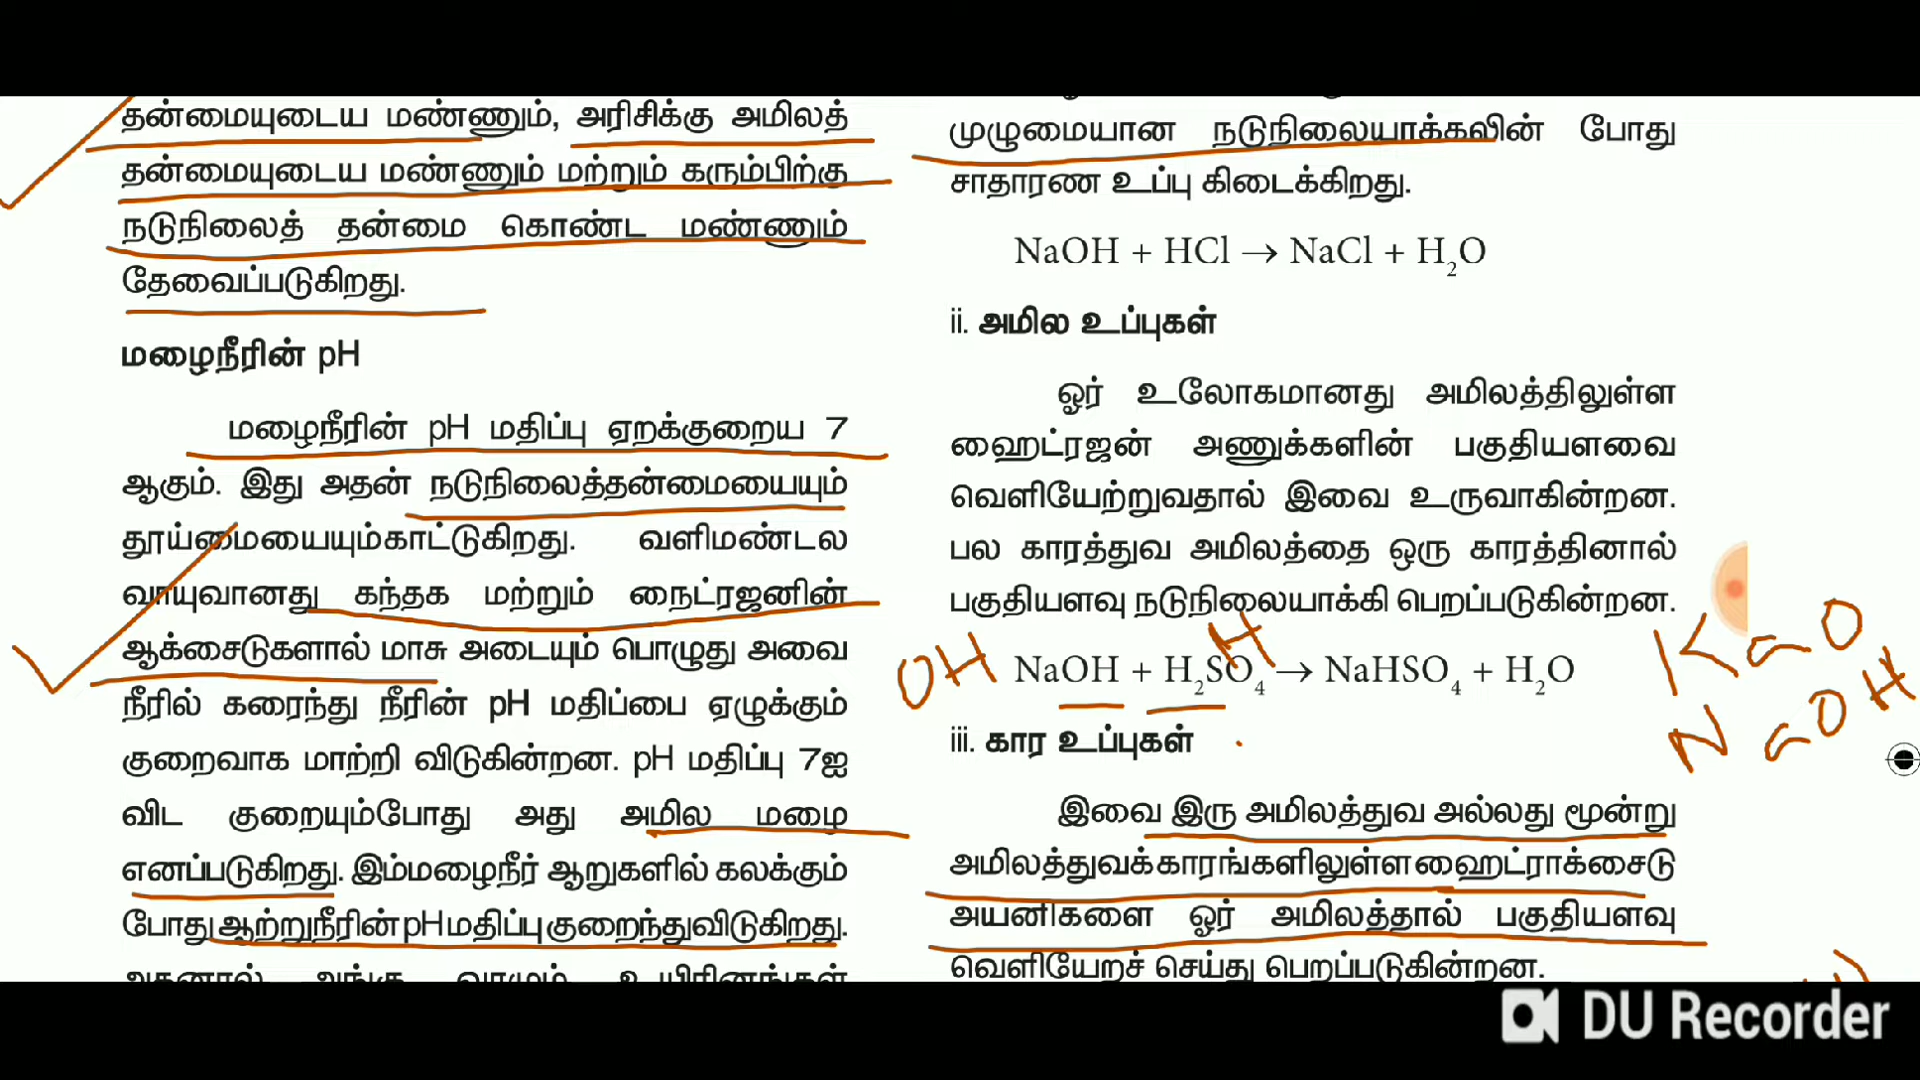 தன்மையுடைய மண்ணும், அரிசிக்கு அமிலத்
தன்மையுடைய மண்ணும் மற்றும் கரும்பிற்கு
நடுநிலைத் தன்மை கொண்ட மண்ணும்
தேவைப்படுகிறது.
மழைநீரின் pH
மழைநீரின் pH மதிப்பு ஏறக்குறைய 7
ஆகும். இது அதன் நடுநிலைத்தன்மையையும்
தூய்மையையும்காட்டுகிறது. வளிமண்டல
வாயுவானது கந்தக மற்றும் நைட்ரஜனின்
ஆக்சைடுகளால் மாசு அடையும் பொழுது அவை
நீரில் கரைந்து நீரின் pH மதிப்பை ஏழுக்கும்
குறைவாக மாற்றி விடுகின்றன. pH மதிப்பு 7ஐ
விட குறையும்போது அது அமில மழை
எனப்படுகிறது. இம்மழைநீர் ஆறுகளில் கலக்கும்
போது ஆற்றுநீரின் pH மதிப்பு குறைந்துவிடுகிறது.
முழுமையான நடுநிலையாக்கலின் போது
சாதாரண உப்பு கிடைக்கிறது.
NaOH + HCl → NaCl + H₂O
ii. அமில உப்புகள்
ஓர் உலோகமானது அமிலத்திலுள்ள
ஹைட்ரஜன் அணுக்களின் பகுதியளவை
வெளியேற்றுவதால் இவை உருவாகின்றன.
பல காரத்துவ அமிலத்தை ஒரு காரத்தினால்
பகுதியளவு நடுநிலையாக்கி பெறப்படுகின்றன.
OH
H
NaOH + H₂SO₄ → NaHSO₄ + H₂O
iii. கார உப்புகள்
இவை இரு அமிலத்துவ அல்லது மூன்று
அமிலத்துவக்காரங்களிலுள்ள ஹைட்ராக்சைடு
அயனிகளை ஓர் அமிலத்தால் பகுதியளவு
வெளியேறச் செய்து பெறப்படுகின்றன.
DU Recorder